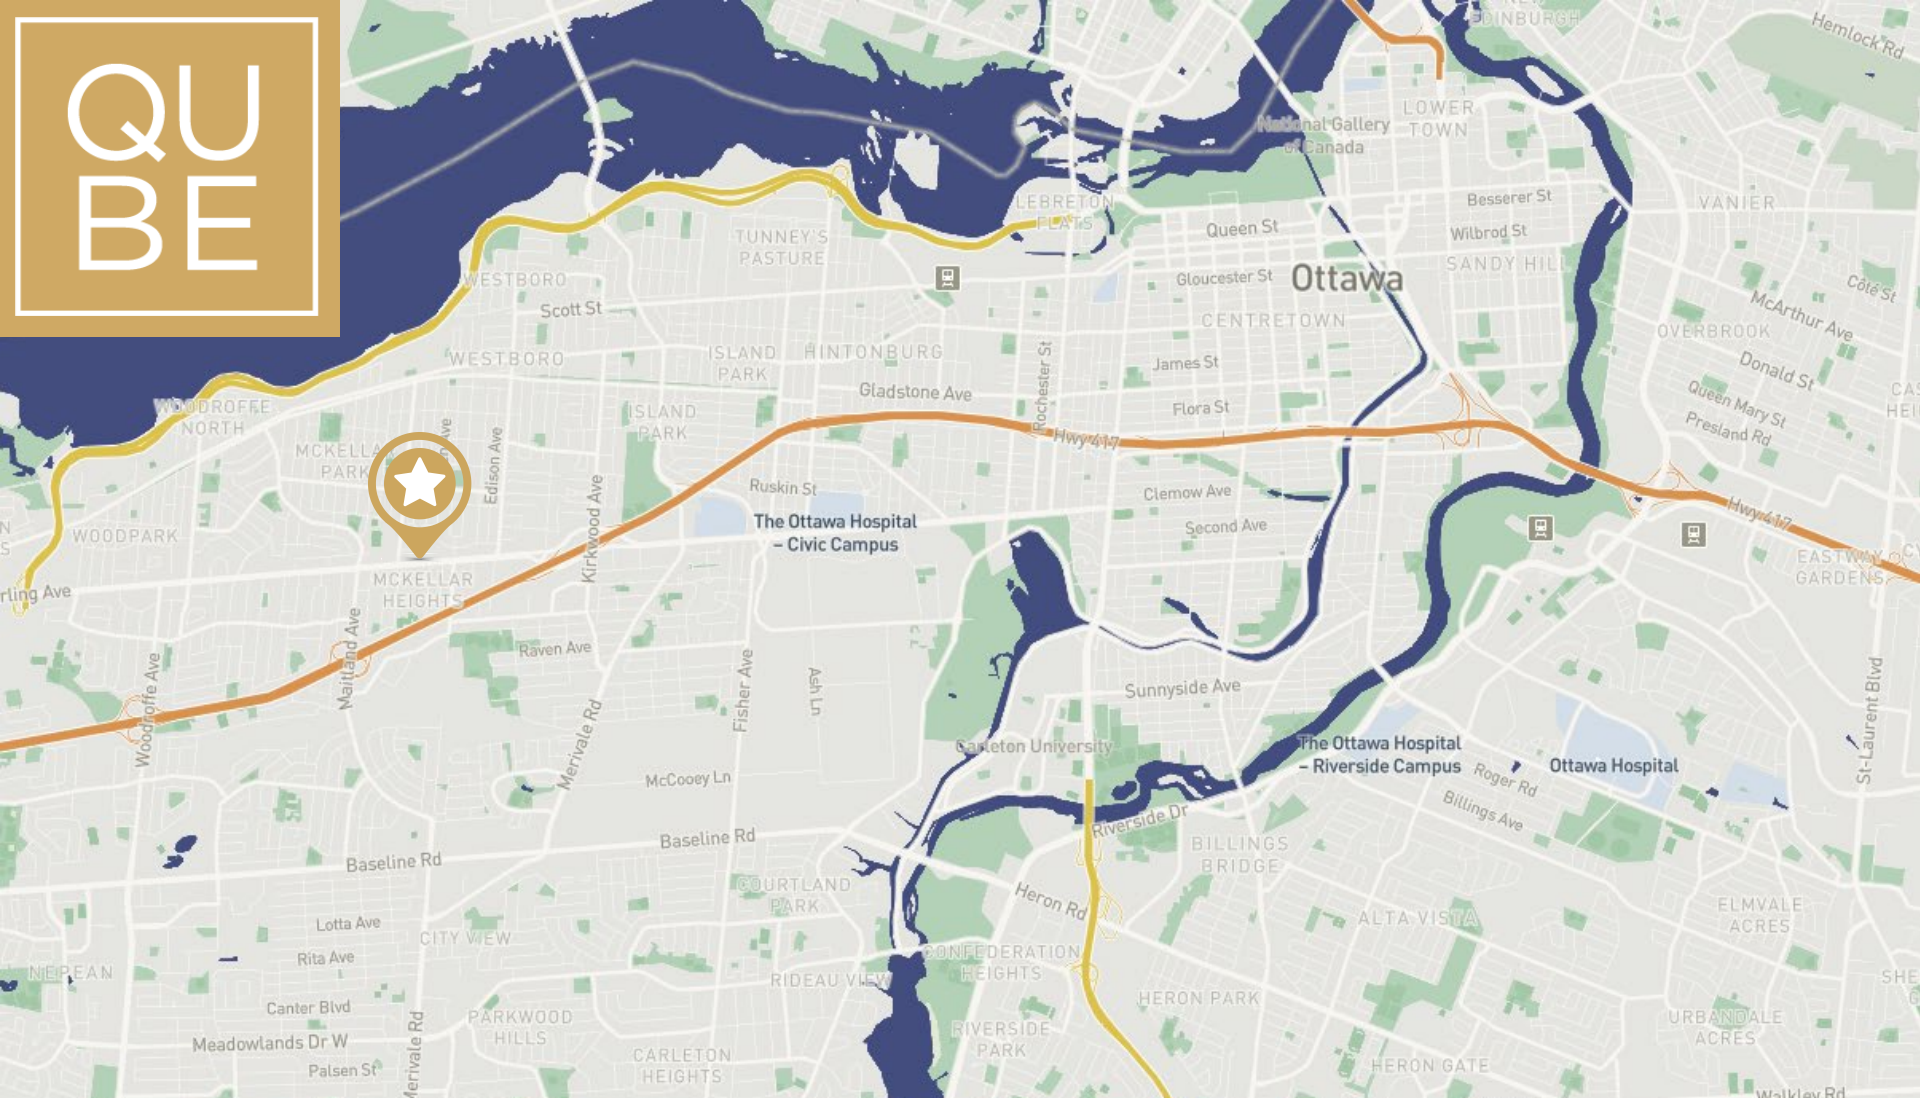 QU
BE
NEW
EDINBURGH
Hemlock Rd
LOWER
TOWN
National Gallery
of Canada
LEBRETON
FLATS
Besserer St
VANIER
Queen St
Wilbrod St
TUNNEY'S
PASTURE
SANDY HILL
WESTBORO
Gloucester St
Ottawa
Côté St
Scott St
McArthur Ave
CENTRETOWN
OVERBROOK
WESTBORO
ISLAND
PARK
HINTONBURG
Rochester St
James St
Donald St
Gladstone Ave
Queen Mary St
WOODROFFE
NORTH
ISLAND
PARK
Flora St
Presland Rd
Hwy 417
MCKELLAR
PARK
Ave
Edison Ave
Kirkwood Ave
Ruskin St
Clemow Ave
Hwy 417
The Ottawa Hospital
– Civic Campus
Second Ave
WOODPARK
EASTWAY
GARDENS
MCKELLAR
HEIGHTS
rling Ave
Maitland Ave
Raven Ave
Woodroffe Ave
Fisher Ave
Ash Ln
Sunnyside Ave
St-Laurent Blvd
Merivale Rd
Carleton University
The Ottawa Hospital
– Riverside Campus
Roger Rd
Ottawa Hospital
McCooey Ln
Billings Ave
Riverside Dr
Baseline Rd
Baseline Rd
BILLINGS
BRIDGE
COURTLAND
PARK
Heron Rd
ELMVALE
ACRES
Lotta Ave
CITY VIEW
ALTA VISTA
Rita Ave
NEPEAN
CONFEDERATION
HEIGHTS
RIDEAU VIEW
HERON PARK
Canter Blvd
PARKWOOD
HILLS
URBANDALE
ACRES
Meadowlands Dr W
Merivale Rd
RIVERSIDE
PARK
CARLETON
HEIGHTS
Palsen St
HERON GATE
Walkley Rd